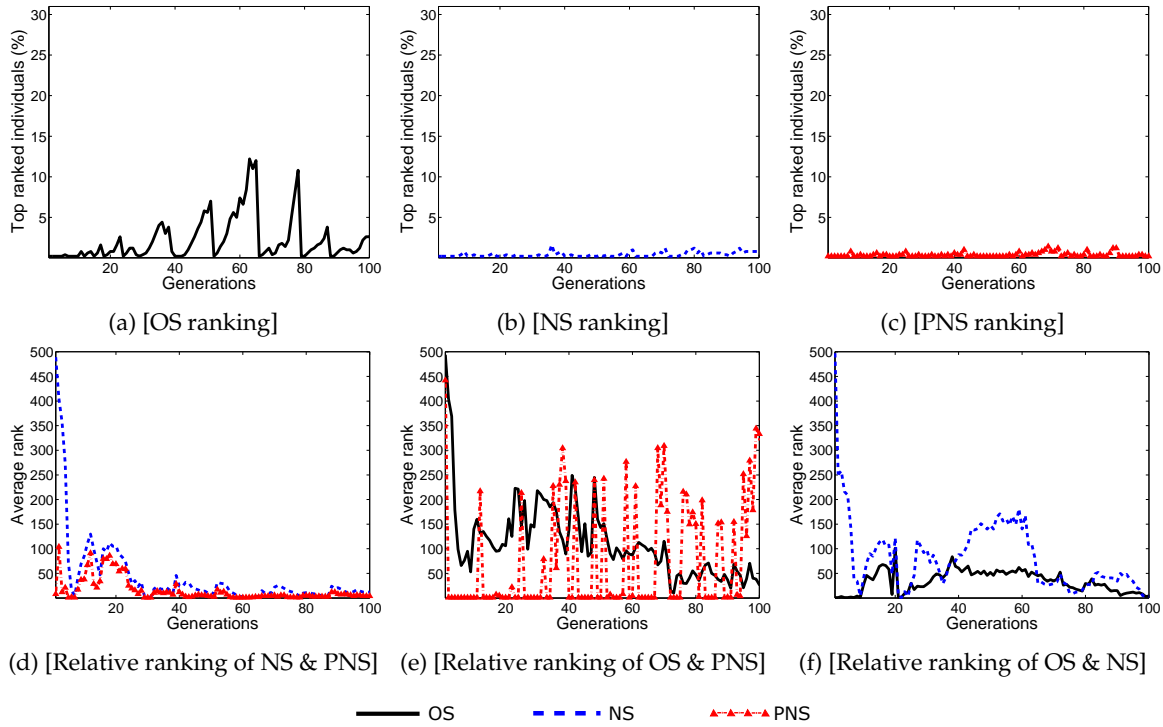 Top ranked individuals (%)
30
25
20
15
10
5
20 40 60 80 100
Generations
(a) [OS ranking]
Top ranked individuals (%)
30
25
20
15
10
5
20 40 60 80 100
Generations
(b) [NS ranking]
Top ranked individuals (%)
30
25
20
15
10
5
20 40 60 80 100
Generations
(c) [PNS ranking]
Average rank
500
450
400
350
300
250
200
150
100
50
20 40 60 80 100
Generations
(d) [Relative ranking of NS & PNS]
Average rank
500
450
400
350
300
250
200
150
100
50
20 40 60 80 100
Generations
(e) [Relative ranking of OS & PNS]
Average rank
500
450
400
350
300
250
200
150
100
50
20 40 60 80 100
Generations
(f) [Relative ranking of OS & NS]
OS NS PNS